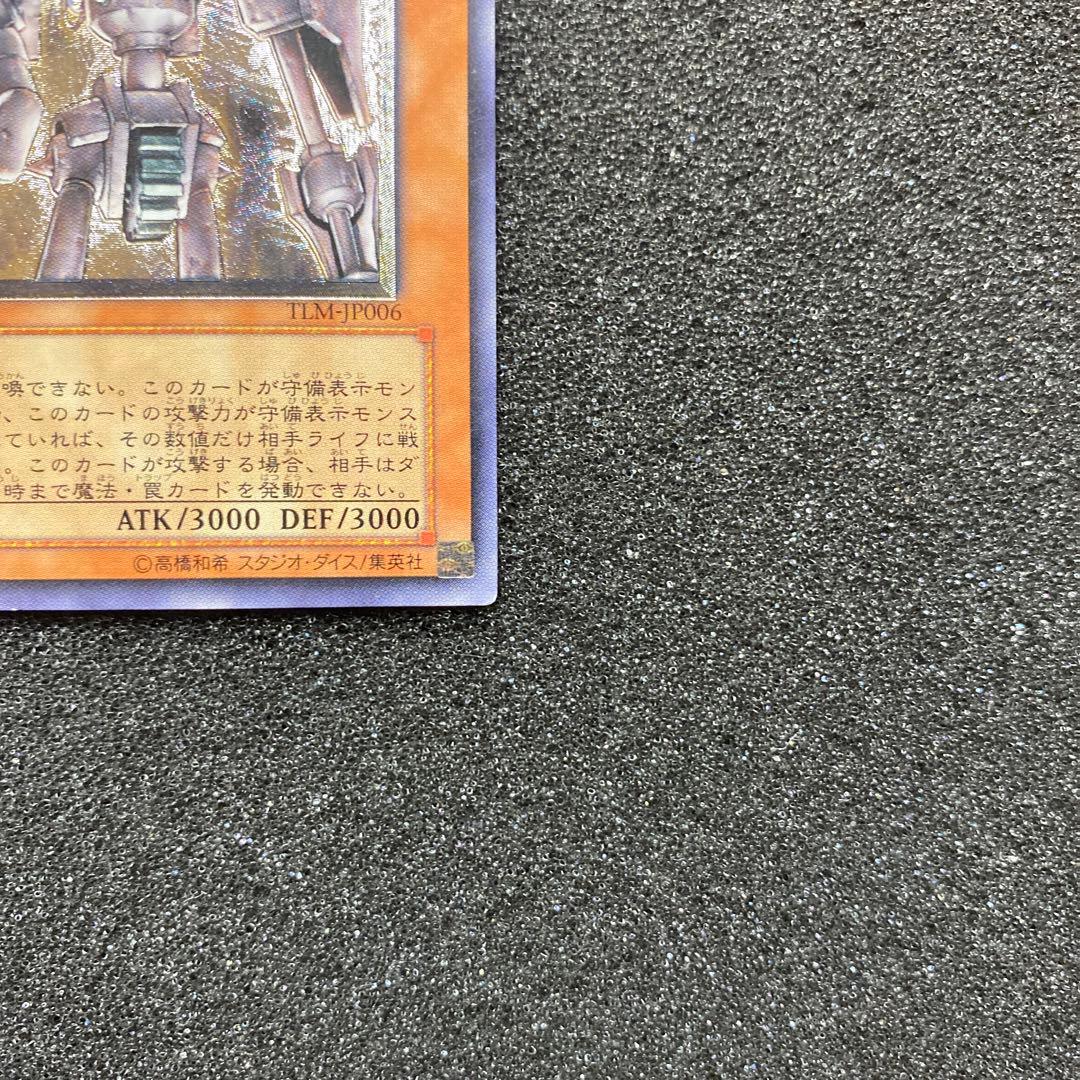 TLM-JP006
喚できない。このカードが守備表示モン
、このカードの攻撃力が守備表示モンス
ていれば、その数値だけ相手ライフに戦
。このカードが攻撃する場合、相手はダ
時まで魔法・罠カードを発動できない。
ATK/3000 DEF/3000
©高橋和希 スタジオ・ダイス/集英社